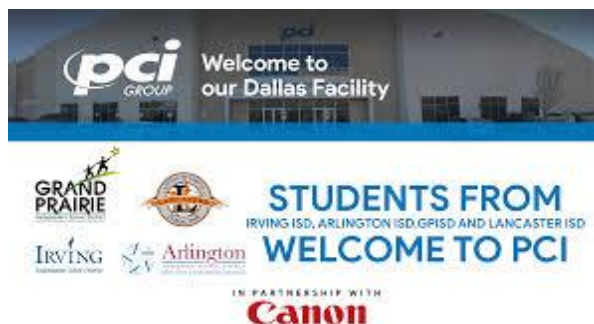 pci
pci
GROUP
Welcome to
our Dallas Facility
GRAND
PRAIRIE
STUDENTS FROM
IRVING ISD, ARLINGTON ISD,GPISD AND LANCASTER ISD
WELCOME TO PCI
IRVING
Arlington
IN PARTNERSHIP WITH
Canon